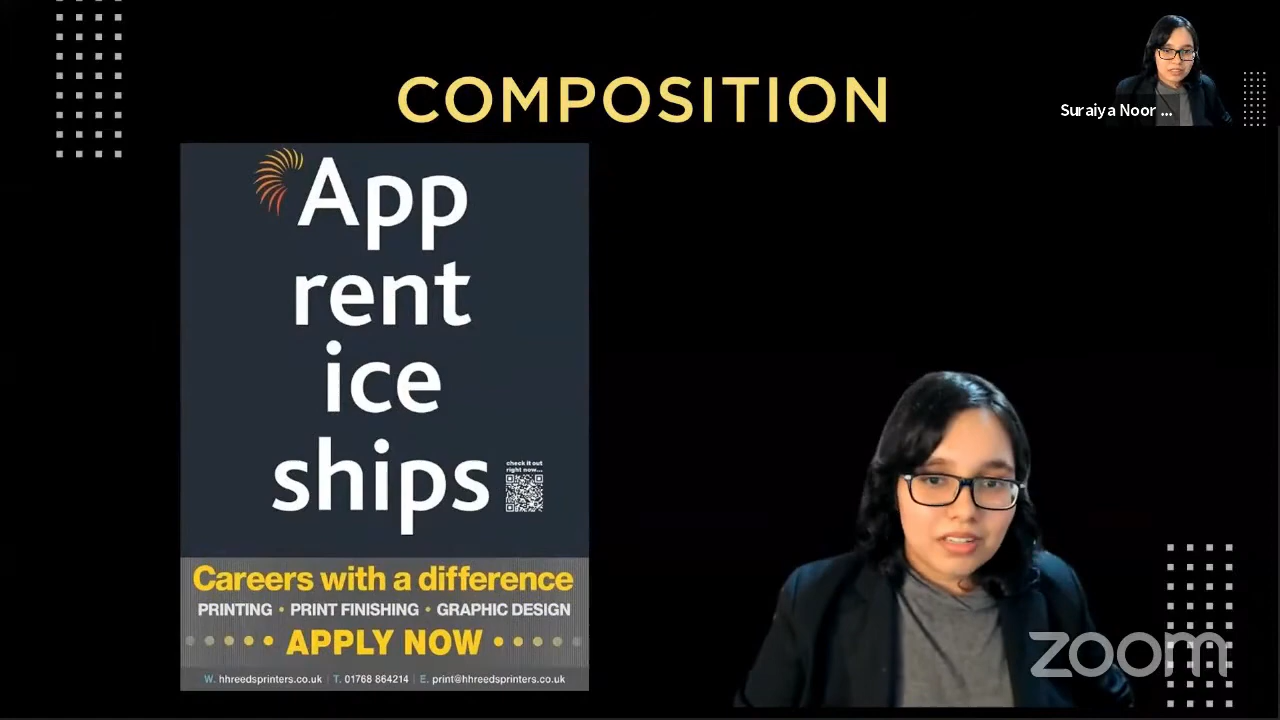 COMPOSITION
Suraiya Noor ...
App
rent
ice
ships
check it out
right now...
Careers with a difference
PRINTING • PRINT FINISHING • GRAPHIC DESIGN
APPLY NOW
W. hhreedsprinters.co.uk | T. 01768 864214 | E. print@hhreedsprinters.co.uk
zoom